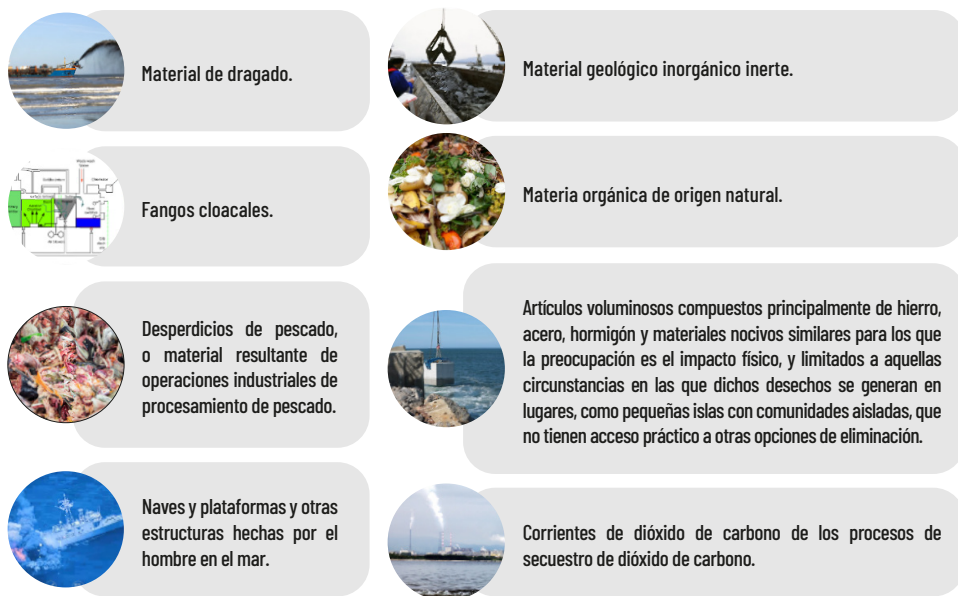 Material de dragado.
Fangos cloacales.
Desperdicios de pescado,
o material resultante de
operaciones industriales de
procesamiento de pescado.
Naves y plataformas y otras
estructuras hechas por el
hombre en el mar.
Material geológico inorgánico inerte.
Materia orgánica de origen natural.
Artículos voluminosos compuestos principalmente de hierro,
acero, hormigón y materiales nocivos similares para los que
la preocupación es el impacto físico, y limitados a aquellas
circunstancias en las que dichos desechos se generan en
lugares, como pequeñas islas con comunidades aisladas, que
no tienen acceso práctico a otras opciones de eliminación.
Corrientes de dióxido de carbono de los procesos de
secuestro de dióxido de carbono.